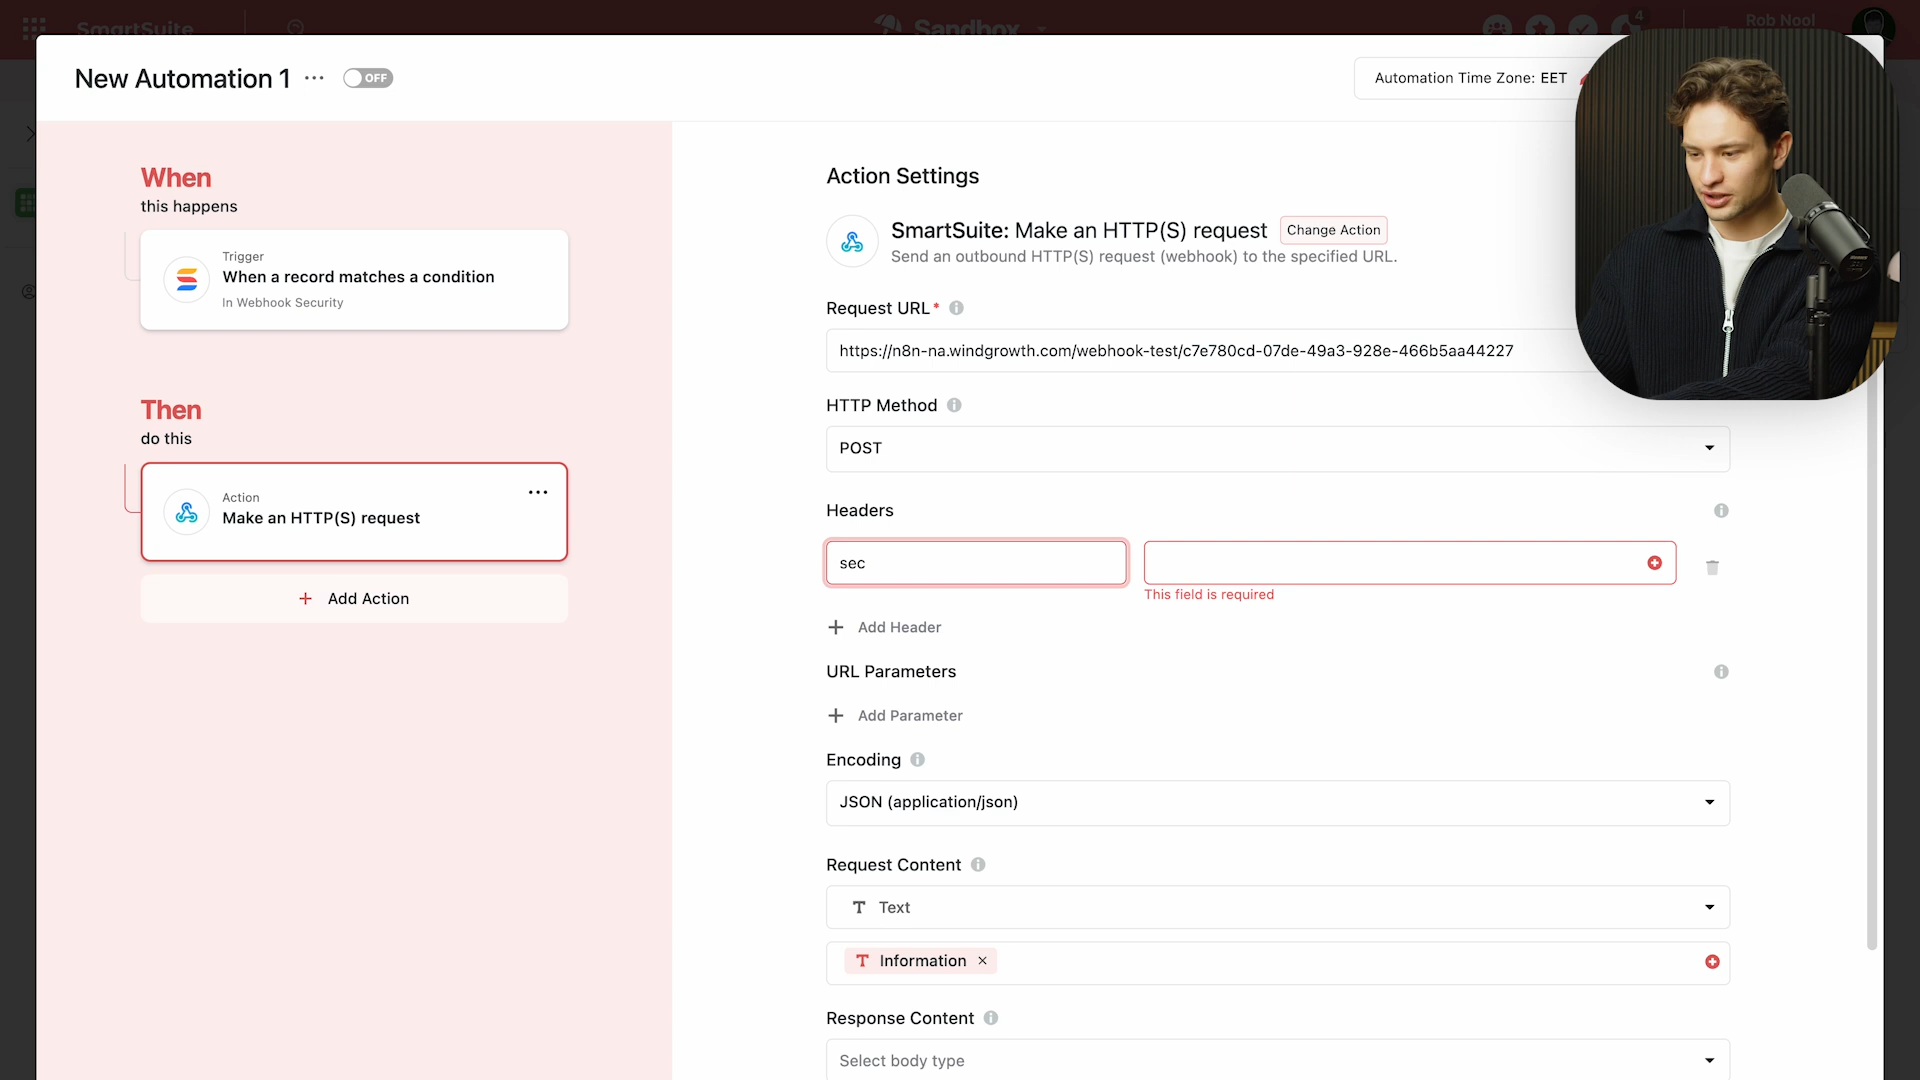 SmartSuite
Sandbox
4
Rob Nool
New Automation 1
OFF
Automation Time Zone: EET
When
this happens
Trigger
When a record matches a condition
In Webhook Security
Then
do this
Action
Make an HTTP(S) request
Add Action
Action Settings
SmartSuite: Make an HTTP(S) request
Change Action
Send an outbound HTTP(S) request (webhook) to the specified URL.
Request URL*
https://n8n-na.windgrowth.com/webhook-test/c7e780cd-07de-49a3-928e-466b5aa44227
HTTP Method
POST
Headers
sec
This field is required
Add Header
URL Parameters
Add Parameter
Encoding
JSON (application/json)
Request Content
Text
Information
Response Content
Select body type